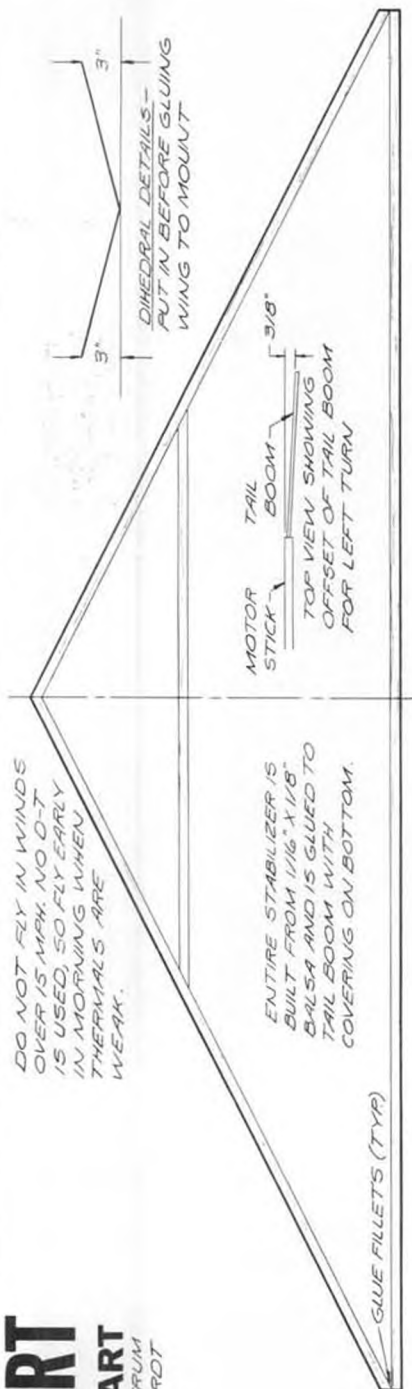 RT
ART
RUM
ROT
DO NOT FLY IN WINDS
OVER 15 MPH. NO D-T
IS USED, SO FLY EARLY
IN MORNING WHEN
THERMALS ARE
WEAK.
3"
3"
DIHEDRAL DETAILS-
PUT IN BEFORE GLUING
WING TO MOUNT
ENTIRE STABILIZER IS
BUILT FROM 1/16" X 1/8"
BALSA AND IS GLUED TO
TAIL BOOM WITH
COVERING ON BOTTOM.
MOTOR
STICK
TAIL
BOOM
3/8"
TOP VIEW SHOWING
OFFSET OF TAIL BOOM
FOR LEFT TURN
GLUE FILLETS (TYP.)